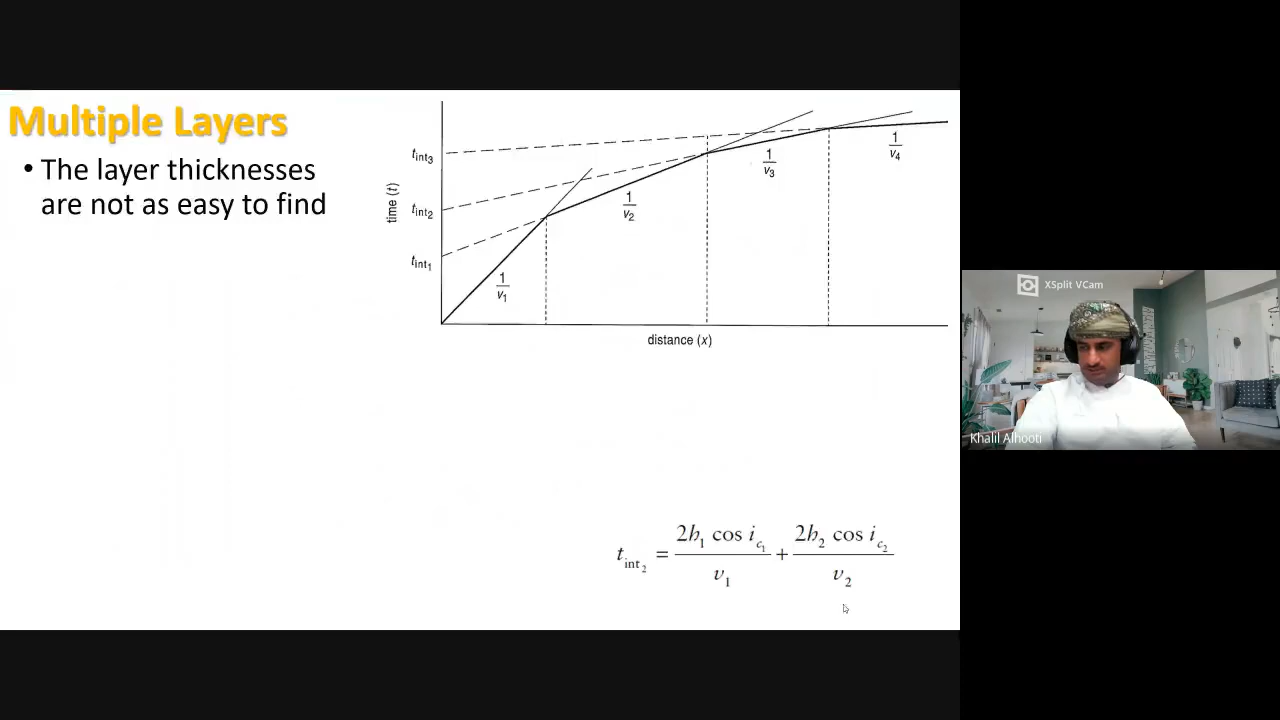 Multiple Layers
• The layer thicknesses
are not as easy to find
time (t)
t_int3
t_int2
t_int1
1/v1
1/v2
1/v3
1/v4
distance (x)
t_int2 = 2h1 cos i_c1 / v1 + 2h2 cos i_c2 / v2
XSplit VCam
Khalil Alhooti